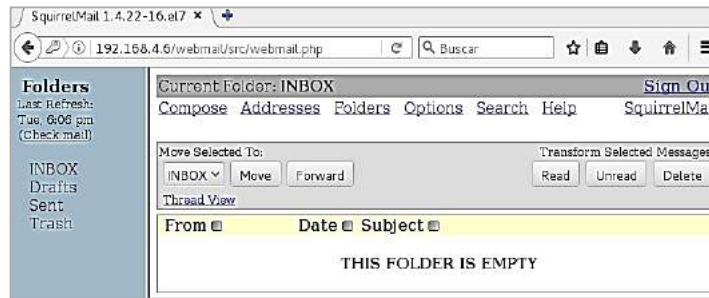 SquirrelMail 1.4.22-16.el7
192.168.4.6/webmail/src/webmail.php
Buscar
Folders
Last Refresh:
Tue, 6:06 pm
(Check mail)
INBOX
Drafts
Sent
Trash
Current Folder: INBOX
Sign Ou
Compose Addresses Folders Options Search Help SquirrelMa
Move Selected To:
Transform Selected Messages
INBOX Move Forward
Read Unread Delete
Thread View
From Date Subject
THIS FOLDER IS EMPTY